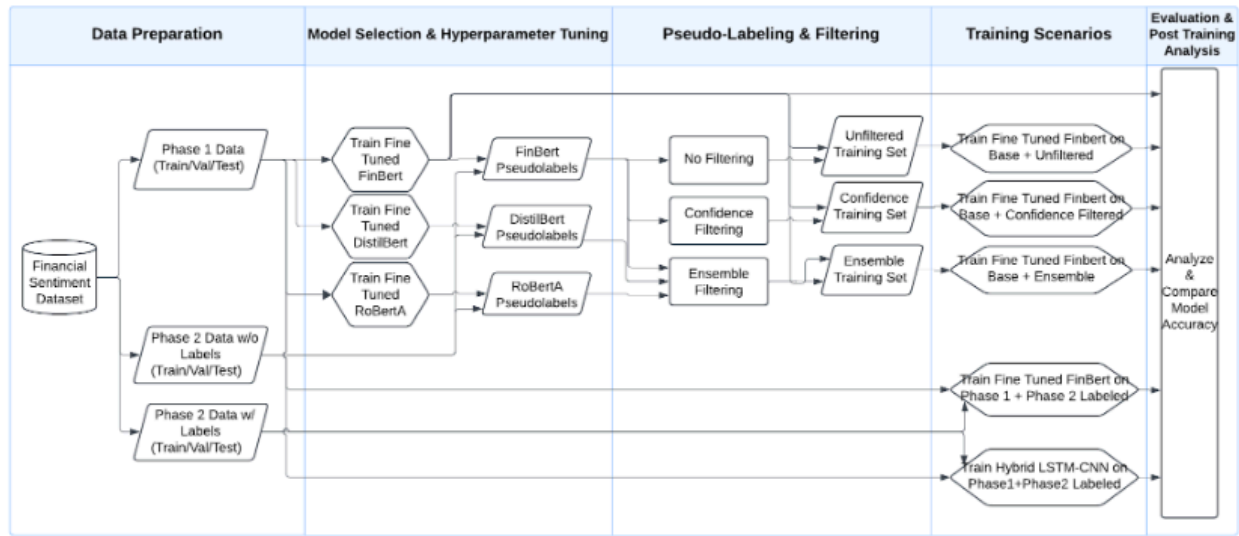 Data Preparation
Model Selection & Hyperparameter Tuning
Pseudo-Labeling & Filtering
Training Scenarios
Evaluation &
Post Training
Analysis
Financial
Sentiment
Dataset
Phase 1 Data
(Train/Val/Test)
Phase 2 Data w/o
Labels
(Train/Val/Test)
Phase 2 Data w/
Labels
(Train/Val/Test)
Train Fine
Tuned
FinBert
Train Fine
Tuned
DistilBert
Train Fine
Tuned
RoBertA
FinBert
Pseudolabels
DistilBert
Pseudolabels
RoBertA
Pseudolabels
No Filtering
Confidence
Filtering
Ensemble
Filtering
Unfiltered
Training Set
Confidence
Training Set
Ensemble
Training Set
Train Fine Tuned Finbert on
Base + Unfiltered
Train Fine Tuned Finbert on
Base + Confidence Filtered
Train Fine Tuned Finbert on
Base + Ensemble
Train Fine Tuned FinBert on
Phase 1 + Phase 2 Labeled
Train Hybrid LSTM-CNN on
Phase1+Phase2 Labeled
Analyze
&
Compare
Model
Accuracy